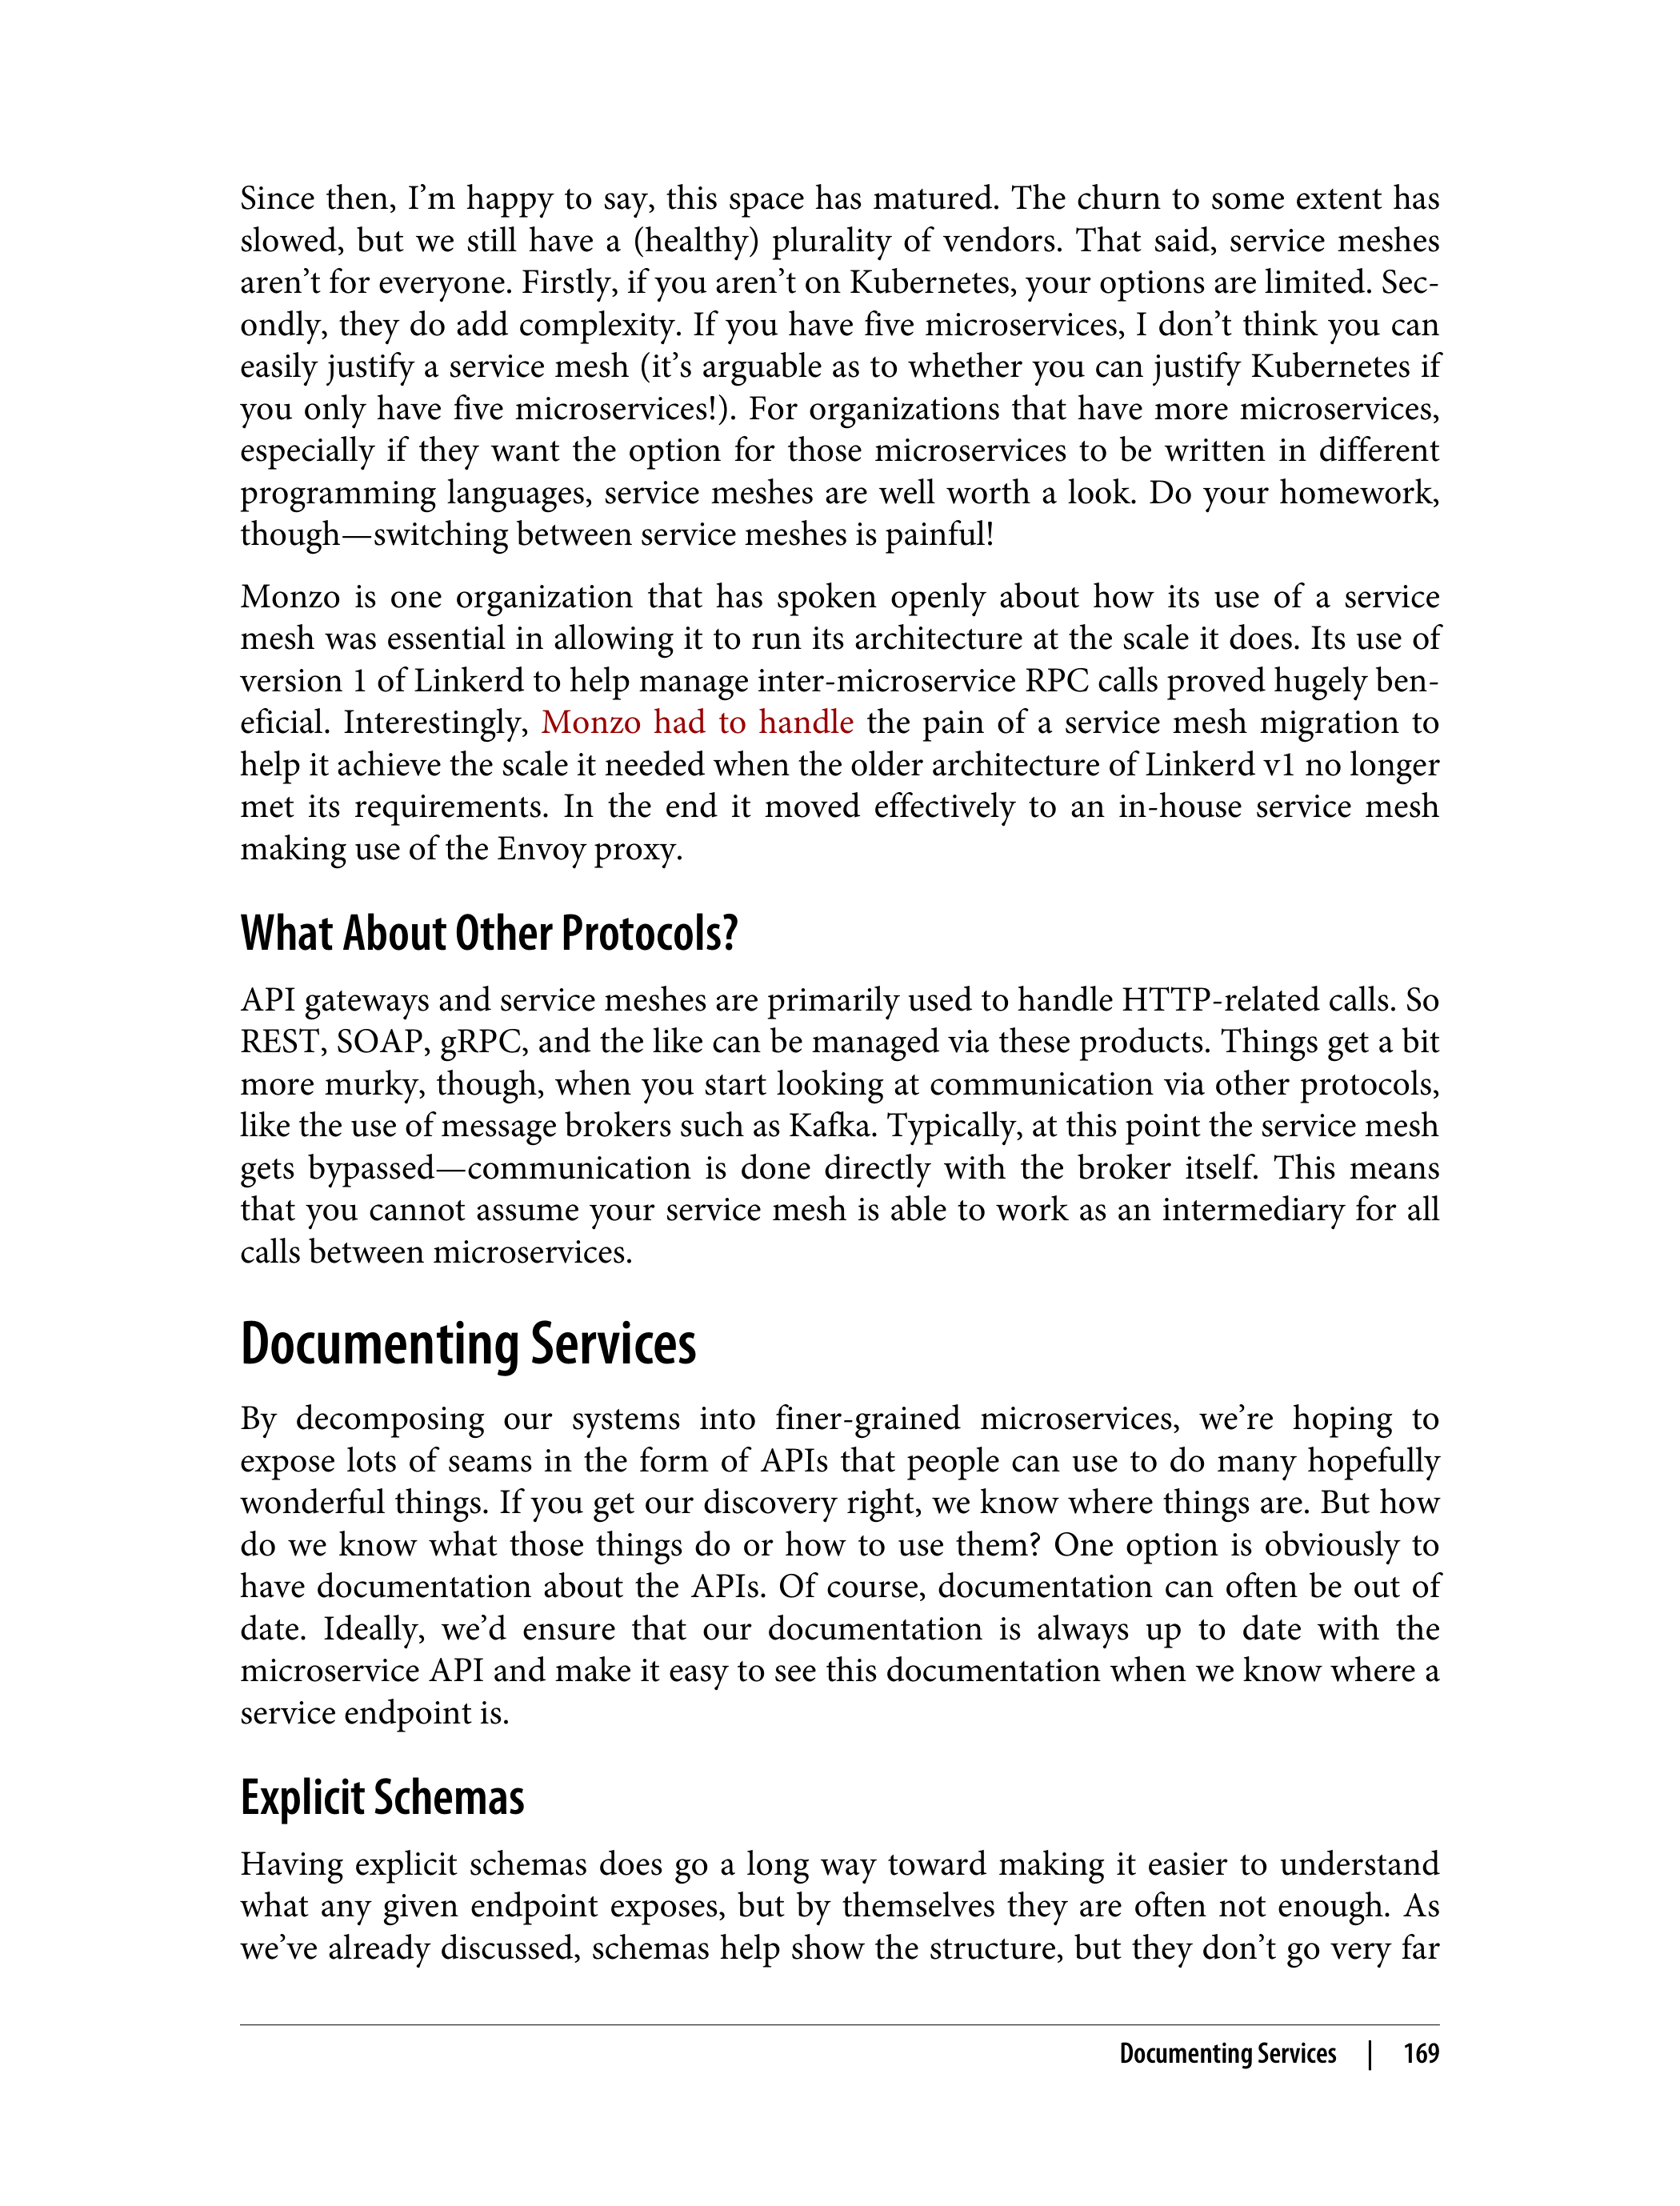 Since then, I’m happy to say, this space has matured. The churn to some extent has
slowed, but we still have a (healthy) plurality of vendors. That said, service meshes
aren’t for everyone. Firstly, if you aren’t on Kubernetes, your options are limited. Sec-
ondly, they do add complexity. If you have five microservices, I don’t think you can
easily justify a service mesh (it’s arguable as to whether you can justify Kubernetes if
you only have five microservices!). For organizations that have more microservices,
especially if they want the option for those microservices to be written in different
programming languages, service meshes are well worth a look. Do your homework,
though—switching between service meshes is painful!
Monzo is one organization that has spoken openly about how its use of a service
mesh was essential in allowing it to run its architecture at the scale it does. Its use of
version 1 of Linkerd to help manage inter-microservice RPC calls proved hugely ben-
eficial. Interestingly, Monzo had to handle the pain of a service mesh migration to
help it achieve the scale it needed when the older architecture of Linkerd v1 no longer
met its requirements. In the end it moved effectively to an in-house service mesh
making use of the Envoy proxy.
What About Other Protocols?
API gateways and service meshes are primarily used to handle HTTP-related calls. So
REST, SOAP, gRPC, and the like can be managed via these products. Things get a bit
more murky, though, when you start looking at communication via other protocols,
like the use of message brokers such as Kafka. Typically, at this point the service mesh
gets bypassed—communication is done directly with the broker itself. This means
that you cannot assume your service mesh is able to work as an intermediary for all
calls between microservices.
Documenting Services
By decomposing our systems into finer-grained microservices, we’re hoping to
expose lots of seams in the form of APIs that people can use to do many hopefully
wonderful things. If you get our discovery right, we know where things are. But how
do we know what those things do or how to use them? One option is obviously to
have documentation about the APIs. Of course, documentation can often be out of
date. Ideally, we’d ensure that our documentation is always up to date with the
microservice API and make it easy to see this documentation when we know where a
service endpoint is.
Explicit Schemas
Having explicit schemas does go a long way toward making it easier to understand
what any given endpoint exposes, but by themselves they are often not enough. As
we’ve already discussed, schemas help show the structure, but they don’t go very far
Documenting Services | 169